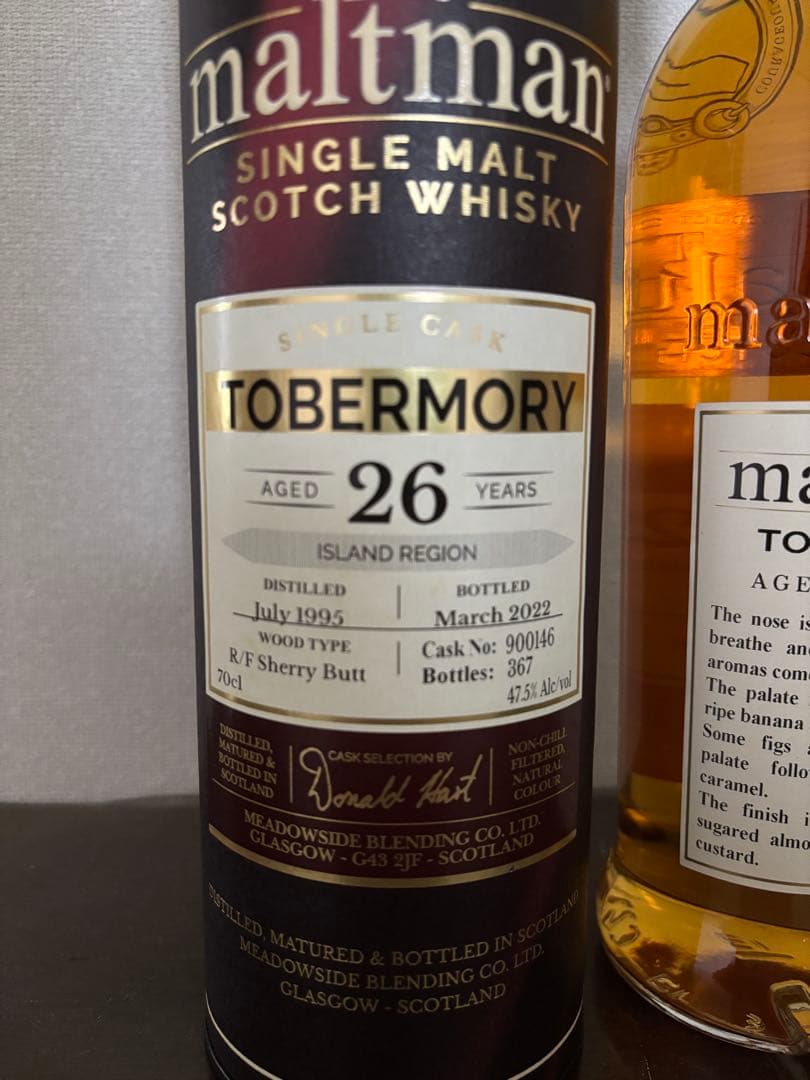 maltman
SINGLE MALT
SCOTCH WHISKY
SINGLE CASK
TOBERMORY
AGED 26 YEARS
ISLAND REGION
DISTILLED
July 1995
BOTTLED
March 2022
WOOD TYPE
R/F Sherry Butt
Cask No: 900146
Bottles: 367
70cl
47.5% Alc/vol
DISTILLED,
MATURED &
BOTTLED IN
SCOTLAND
CASK SELECTION BY
Donald Hart
NON-CHILL
FILTERED,
NATURAL
COLOUR
MEADOWSIDE BLENDING CO. LTD.
GLASGOW - G43 2JF - SCOTLAND
DISTILLED, MATURED & BOTTLED IN SCOTLAND
MEADOWSIDE BLENDING CO. LTD.
GLASGOW - SCOTLAND
COURAGEOUS
ma
ma
TO
AGE
The nose is
breathe and
aromas com
The palate
ripe banana
Some figs
palate follo
caramel.
The finish i
sugared almo
custard.